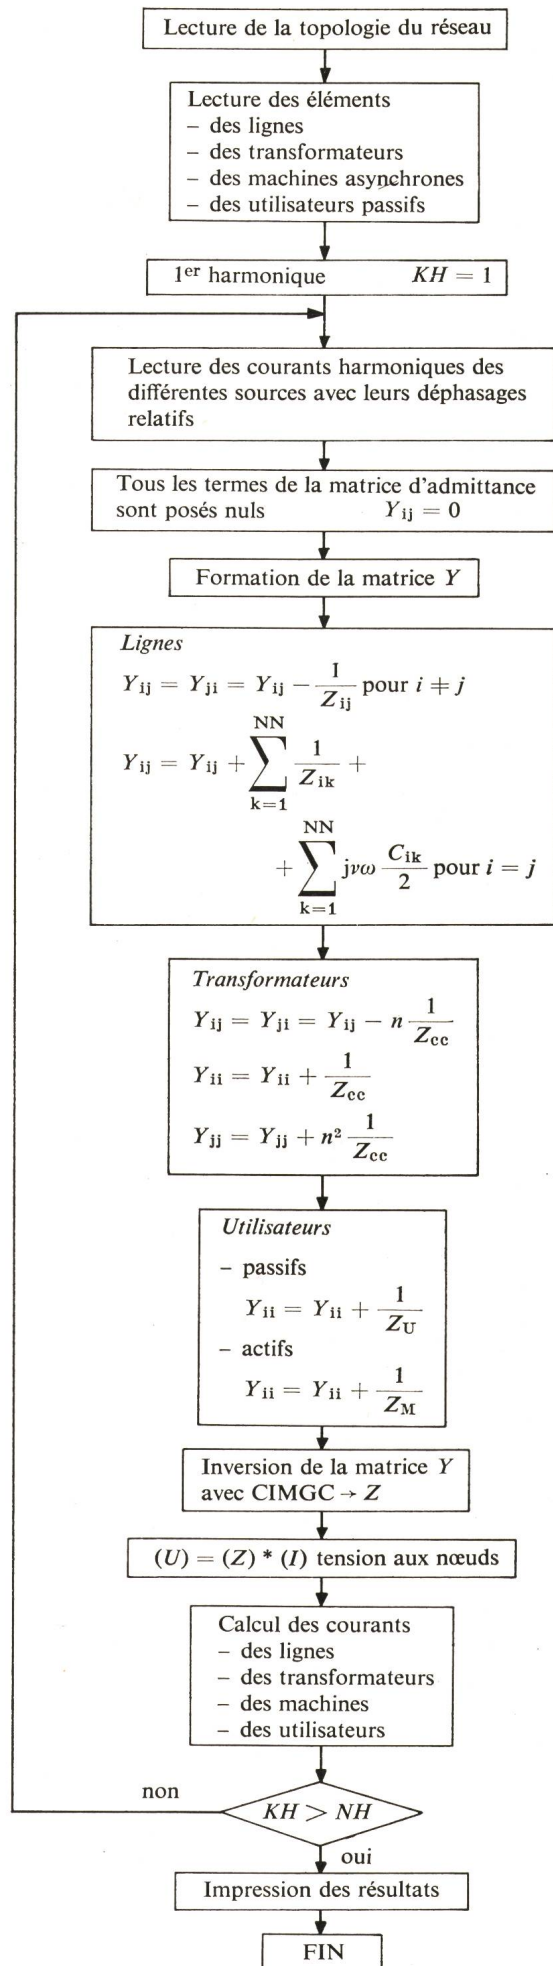 Lecture de la topologie du réseau
Lecture des éléments
– des lignes
– des transformateurs
– des machines asynchrones
– des utilisateurs passifs
1er harmonique KH = 1
Lecture des courants harmoniques des
différentes sources avec leurs déphasages
relatifs
Tous les termes de la matrice d'admittance
sont posés nuls Yij = 0
Formation de la matrice Y
Lignes
Yij = Yji = Yij − 1/Zij pour i ≠ j
Yij = Yij + ∑ k=1 NN 1/Zik +
+ ∑ k=1 NN jνω Cik/2 pour i = j
Transformateurs
Yij = Yji = Yij − n 1/Zcc
Yii = Yii + 1/Zcc
Yjj = Yjj + n² 1/Zcc
Utilisateurs
– passifs
Yii = Yii + 1/ZU
– actifs
Yii = Yii + 1/ZM
Inversion de la matrice Y
avec CIMGC → Z
(U) = (Z) * (I) tension aux nœuds
Calcul des courants
– des lignes
– des transformateurs
– des machines
– des utilisateurs
non
KH > NH
oui
Impression des résultats
FIN